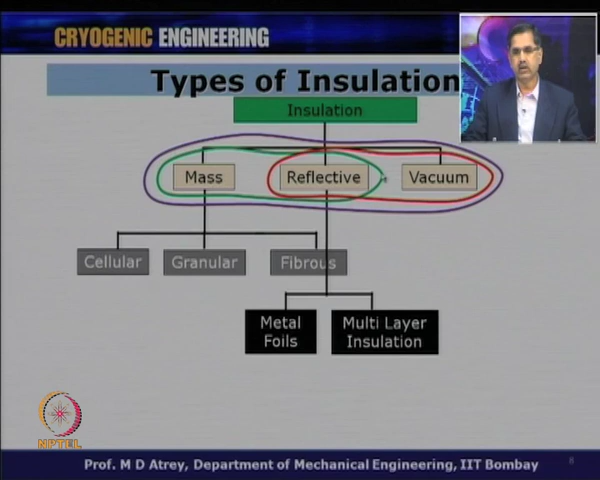 CRYOGENIC ENGINEERING
Types of Insulation
Insulation
Mass
Reflective
Vacuum
Cellular
Granular
Fibrous
Metal
Foils
Multi Layer
Insulation
NPTEL
Prof. M D Atrey, Department of Mechanical Engineering, IIT Bombay
8